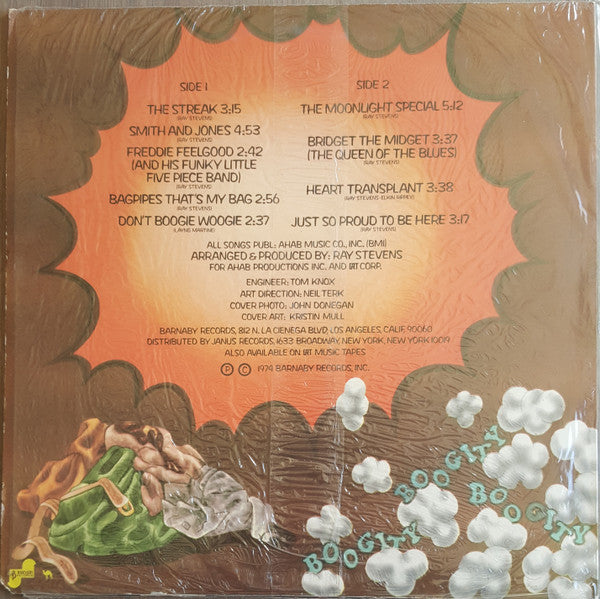 SIDE 1
THE STREAK 3:15
(RAY STEVENS)
SMITH AND JONES 4:53
(RAY STEVENS)
FREDDIE FEELGOOD 2:42
(AND HIS FUNKY LITTLE
FIVE PIECE BAND)
(RAY STEVENS)
BAGPIPES THAT'S MY BAG 2:56
(RAY STEVENS)
DON'T BOOGIE WOOGIE 2:37
(LAYNG MARTINE)
SIDE 2
THE MOONLIGHT SPECIAL 5:12
(RAY STEVENS)
BRIDGET THE MIDGET 3:37
(THE QUEEN OF THE BLUES)
(RAY STEVENS)
HEART TRANSPLANT 3:38
(RAY STEVENS-ELKIN RIPPEY)
JUST SO PROUD TO BE HERE 3:17
(RAY STEVENS)
ALL SONGS PUBL: AHAB MUSIC CO., INC. (BMI)
ARRANGED & PRODUCED BY: RAY STEVENS
FOR AHAB PRODUCTIONS INC. AND GRT CORP.
ENGINEER: TOM KNOX
ART DIRECTION: NEIL TERK
COVER PHOTO: JOHN DONEGAN
COVER ART: KRISTIN MULL
BARNABY RECORDS, 812 N. LA CIENEGA BLVD., LOS ANGELES, CALIF. 90060
DISTRIBUTED BY JANUS RECORDS, 1633 BROADWAY, NEW YORK, NEW YORK 10019
ALSO AVAILABLE ON GRT MUSIC TAPES
Ⓟ © 1974 BARNABY RECORDS, INC.
BOOGITY
BOOGITY
BOOGITY